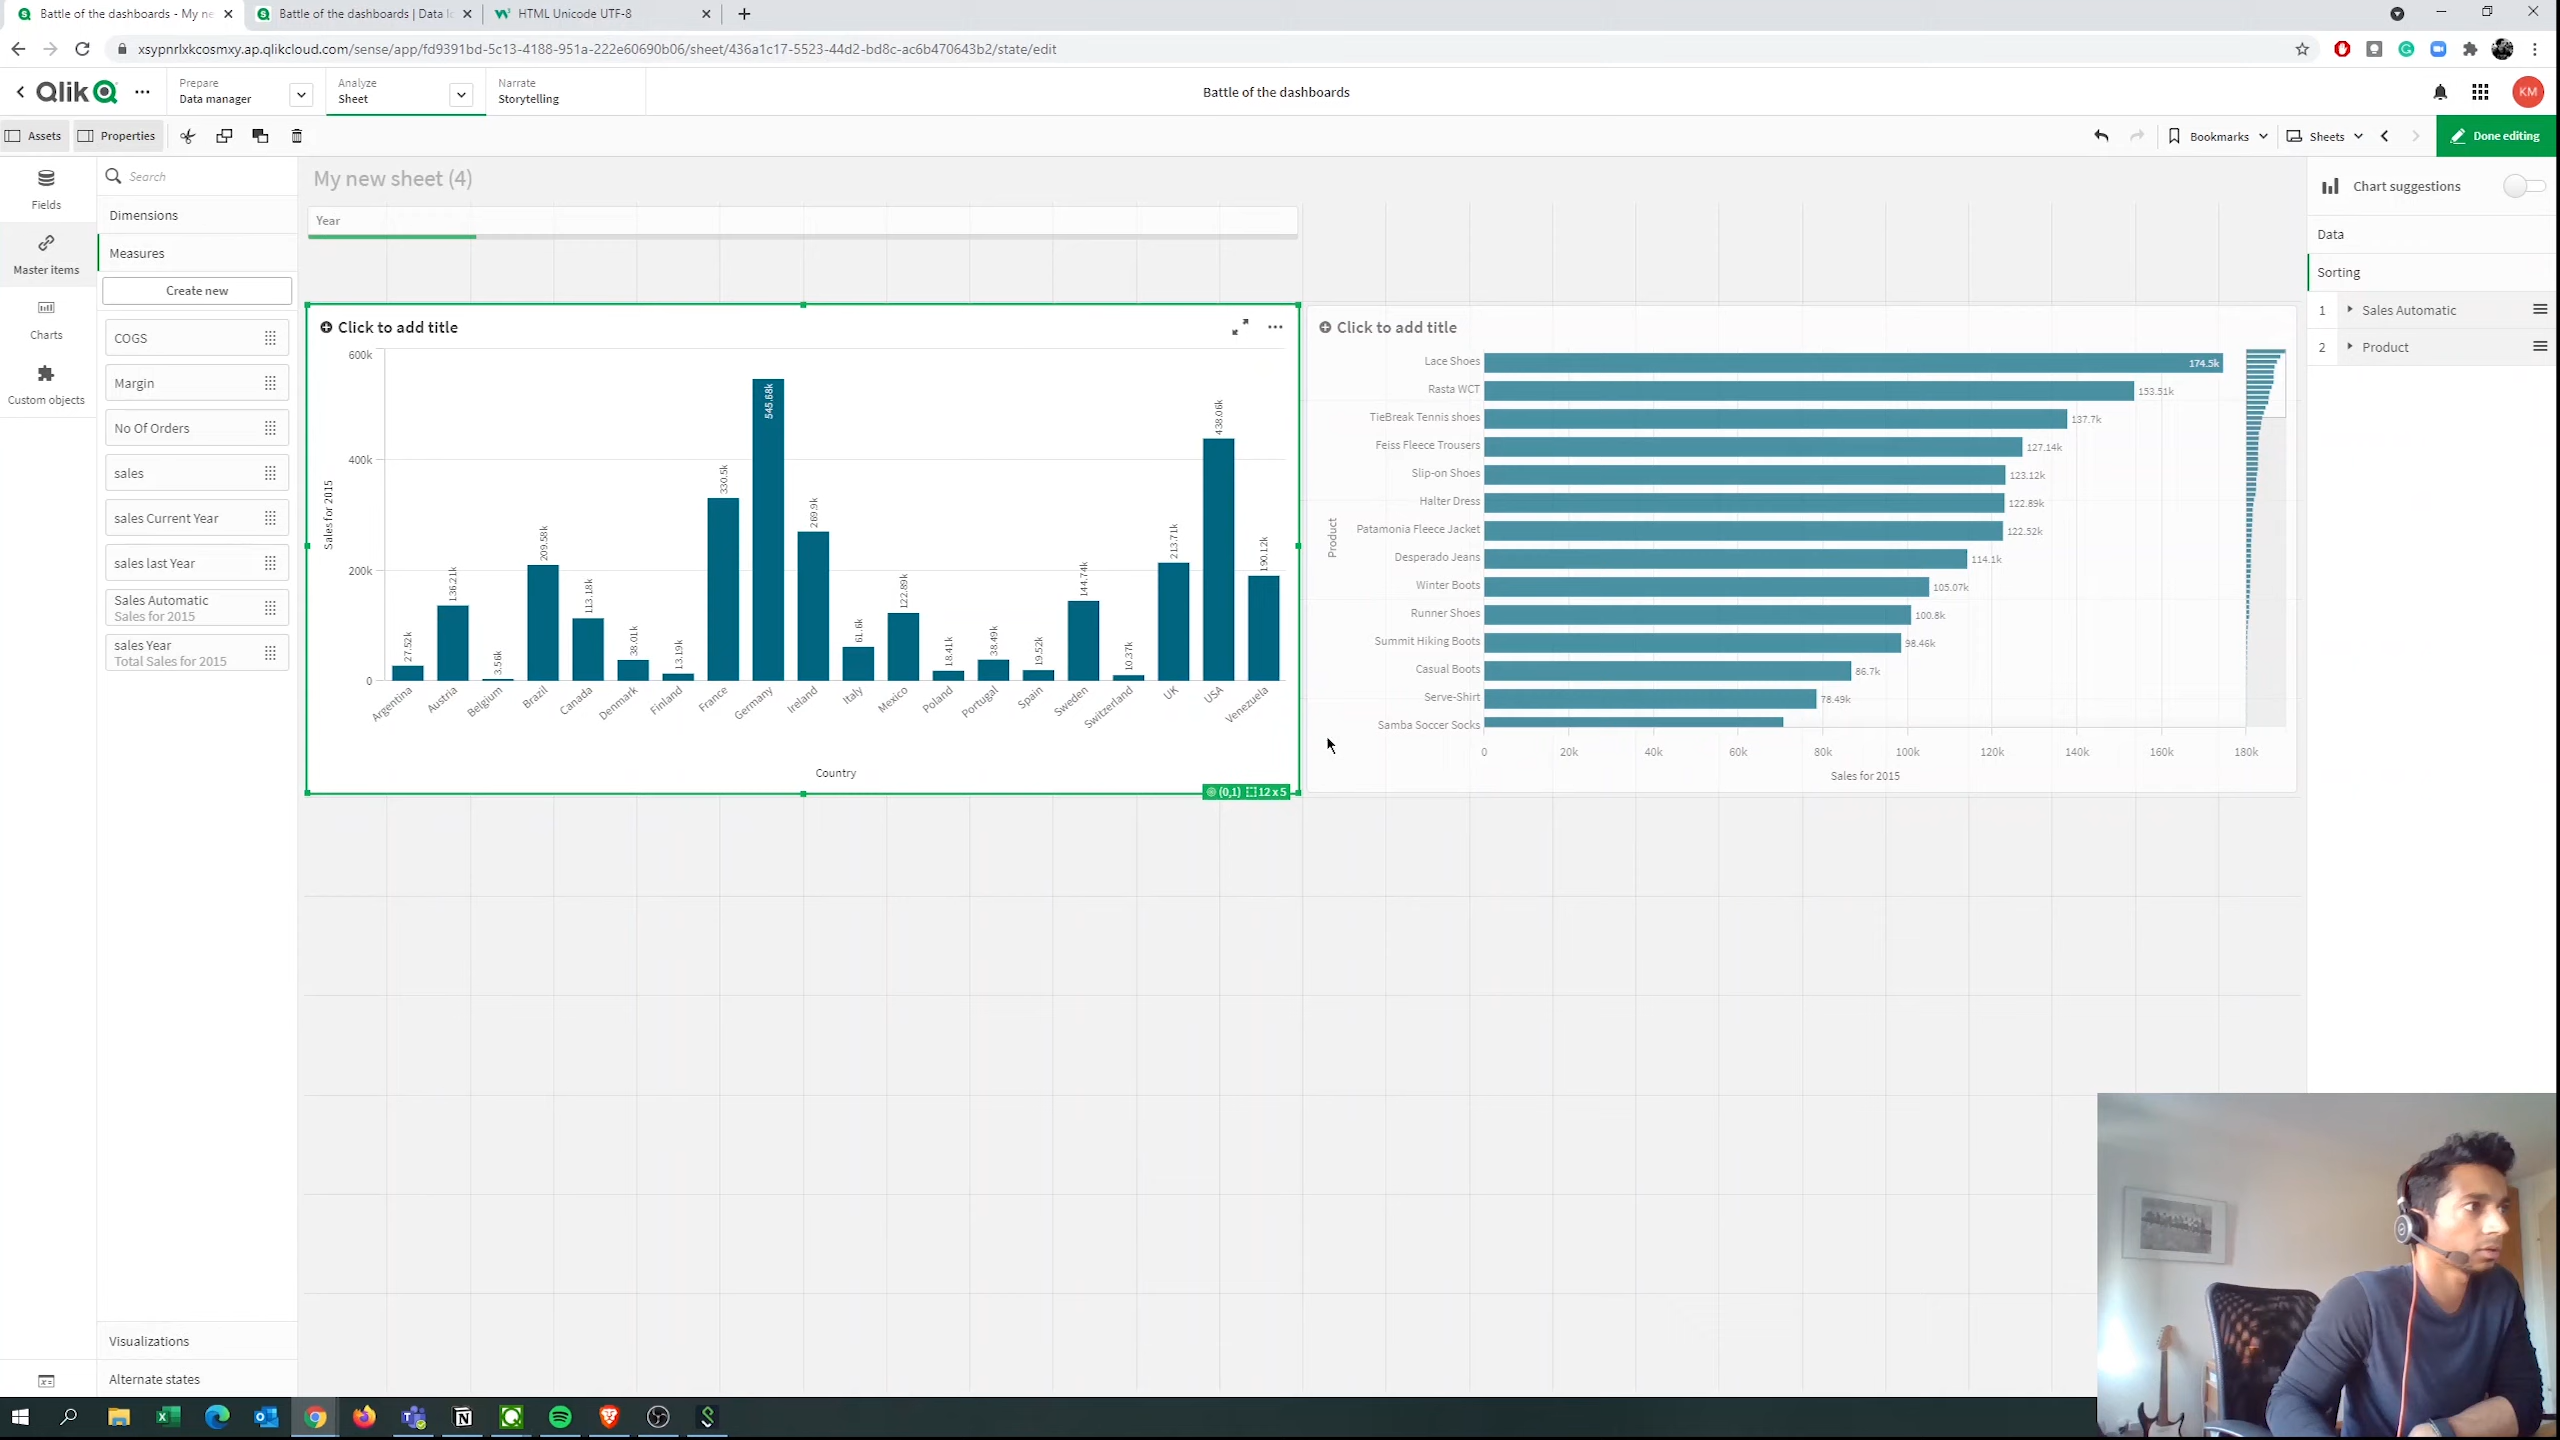 Battle of the dashboards - My ne
Battle of the dashboards | Data lo
HTML Unicode UTF-8
xsypnrlxkcosmxy.ap.qlikcloud.com/sense/app/fd9391bd-5c13-4188-951a-222e60690b06/sheet/436a1c17-5523-44d2-bd8c-ac6b470643b2/state/edit
Qlik
Prepare
Data manager
Analyze
Sheet
Narrate
Storytelling
Battle of the dashboards
KM
Assets
Properties
Bookmarks
Sheets
Done editing
Fields
Master items
Charts
Custom objects
Search
Dimensions
Measures
Create new
COGS
Margin
No Of Orders
sales
sales Current Year
sales last Year
Sales Automatic
Sales for 2015
sales Year
Total Sales for 2015
Visualizations
Alternate states
My new sheet (4)
Year
Click to add title
600k
400k
200k
0
Sales for 2015
27.52k
136.21k
3.56k
209.58k
113.18k
38.01k
13.19k
330.5k
545.68k
269.9k
61.6k
122.89k
18.41k
38.49k
19.52k
144.74k
10.37k
213.71k
438.06k
190.12k
Argentina
Austria
Belgium
Brazil
Canada
Denmark
Finland
France
Germany
Ireland
Italy
Mexico
Poland
Portugal
Spain
Sweden
Switzerland
UK
USA
Venezuela
Country
(0,1) 12 x 5
Click to add title
Product
Lace Shoes 174.5k
Rasta WCT 153.51k
TieBreak Tennis shoes 137.7k
Feiss Fleece Trousers 127.14k
Slip-on Shoes 123.12k
Halter Dress 122.89k
Patamonia Fleece Jacket 122.52k
Desperado Jeans 114.1k
Winter Boots 105.07k
Runner Shoes 100.8k
Summit Hiking Boots 98.46k
Casual Boots 86.7k
Serve-Shirt 78.49k
Samba Soccer Socks
0 20k 40k 60k 80k 100k 120k 140k 160k 180k
Sales for 2015
Chart suggestions
Data
Sorting
1 Sales Automatic
2 Product